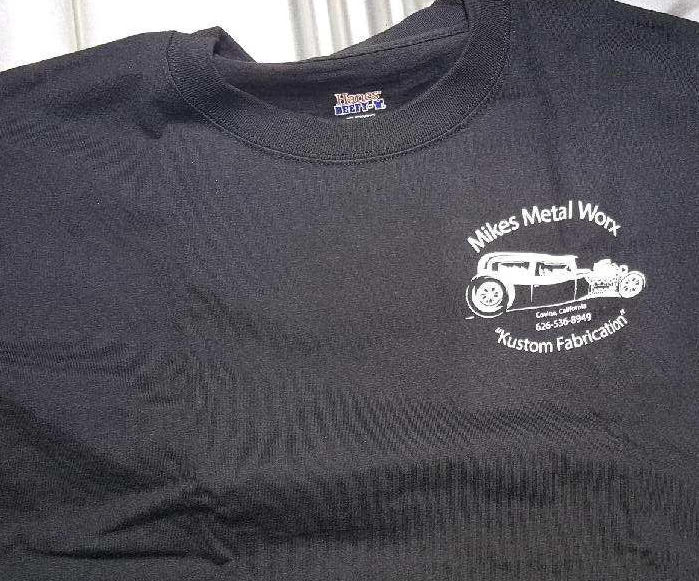 Hanes
BEEFY-T
Mikes Metal Worx
Covina, California
626-536-8949
"Kustom Fabrication"